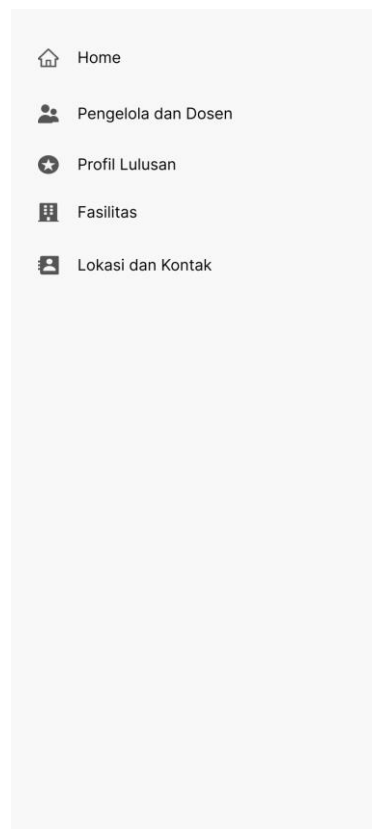 Home
Pengelola dan Dosen
Profil Lulusan
Fasilitas
Lokasi dan Kontak